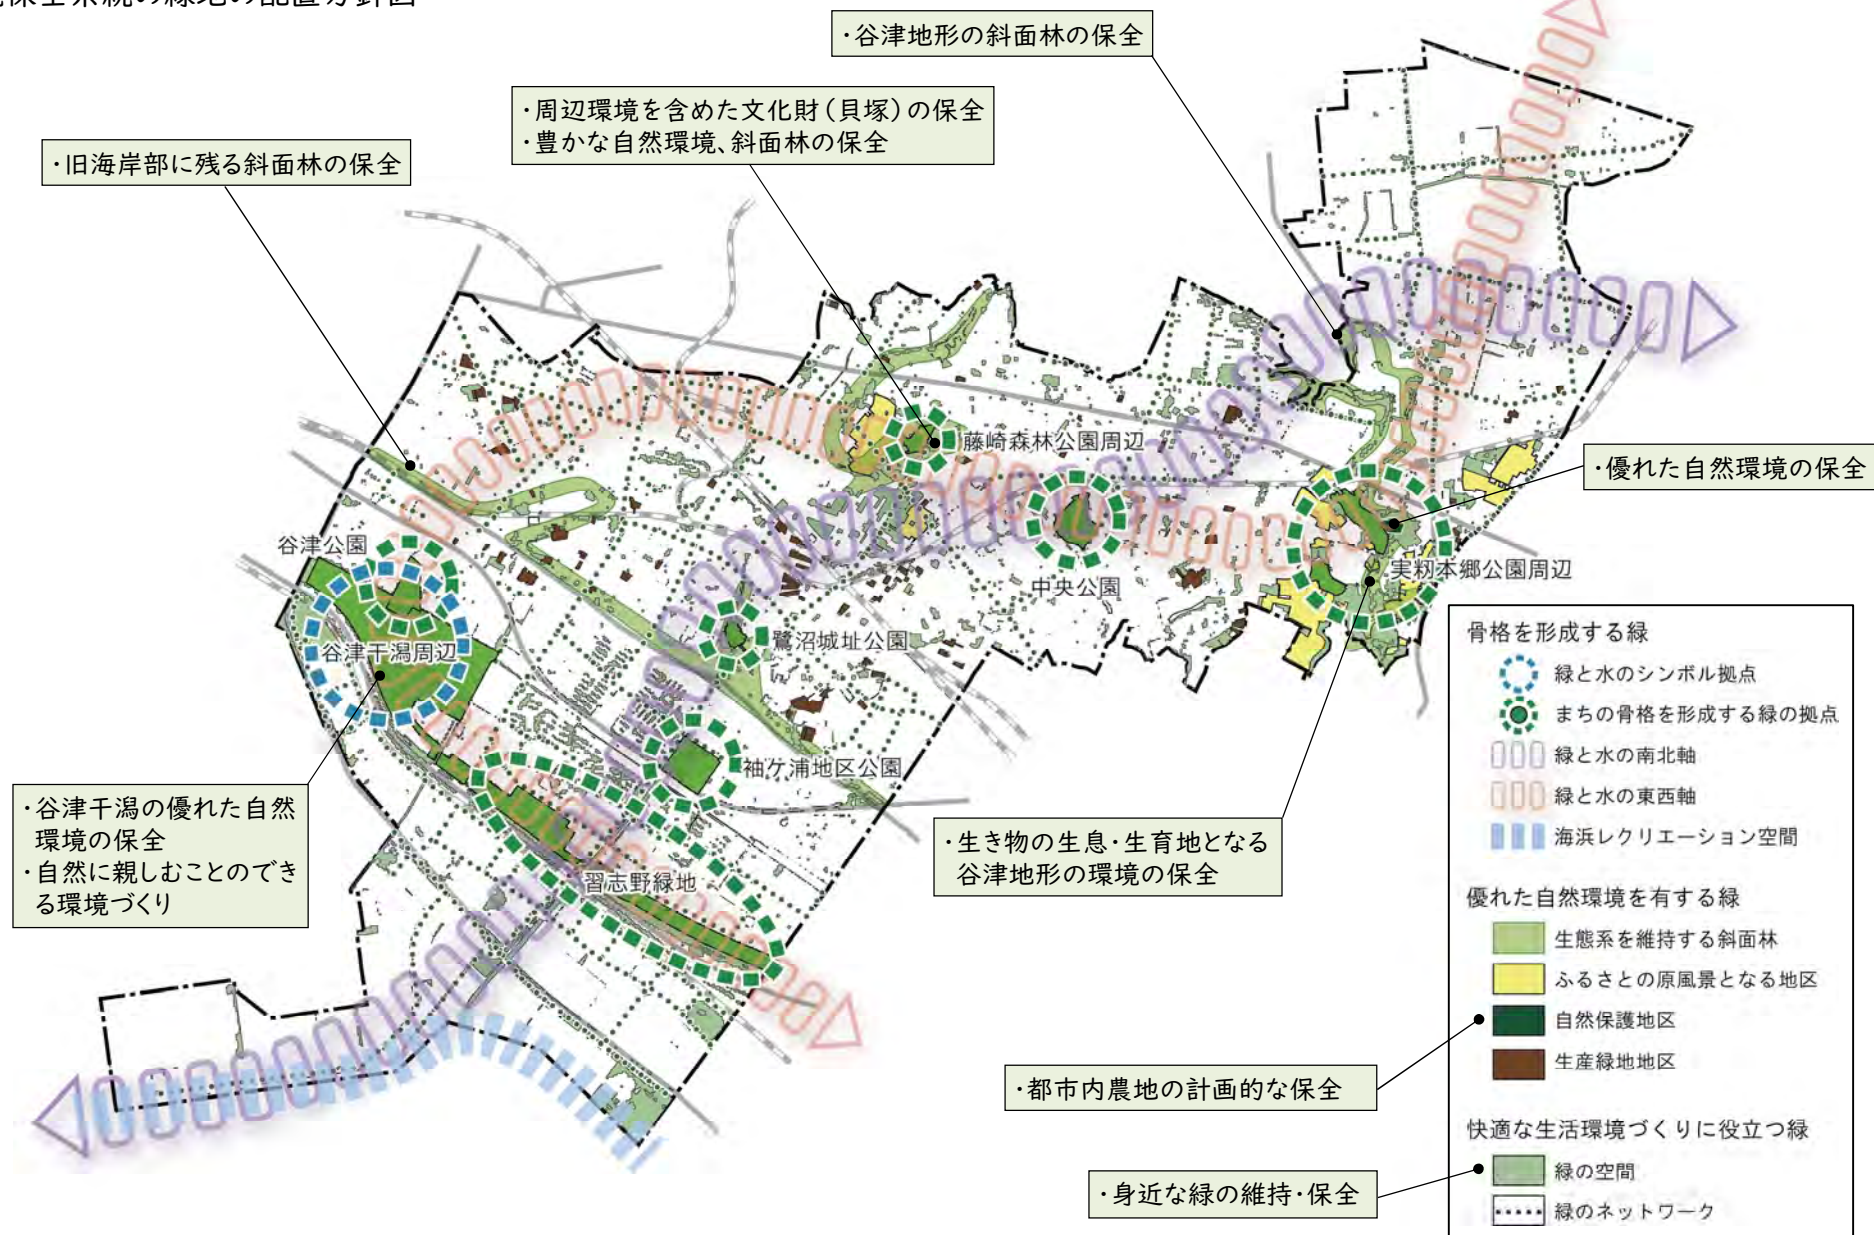 系統の緑地の配置方針図
・谷津地形の斜面林の保全
・周辺環境を含めた文化財(貝塚)の保全
・豊かな自然環境、斜面林の保全
・旧海岸部に残る斜面林の保全
藤崎森林公園周辺
・優れた自然環境の保全
谷津公園
中央公園
実籾本郷公園周辺
鷺沼城址公園
谷津干潟周辺
袖ケ浦地区公園
・谷津干潟の優れた自然
環境の保全
・自然に親しむことのでき
る環境づくり
・生き物の生息・生育地となる
谷津地形の環境の保全
習志野緑地
・都市内農地の計画的な保全
・身近な緑の維持・保全
骨格を形成する緑
緑と水のシンボル拠点
まちの骨格を形成する緑の拠点
緑と水の南北軸
緑と水の東西軸
海浜レクリエーション空間
優れた自然環境を有する緑
生態系を維持する斜面林
ふるさとの原風景となる地区
自然保護地区
生産緑地地区
快適な生活環境づくりに役立つ緑
緑の空間
緑のネットワーク